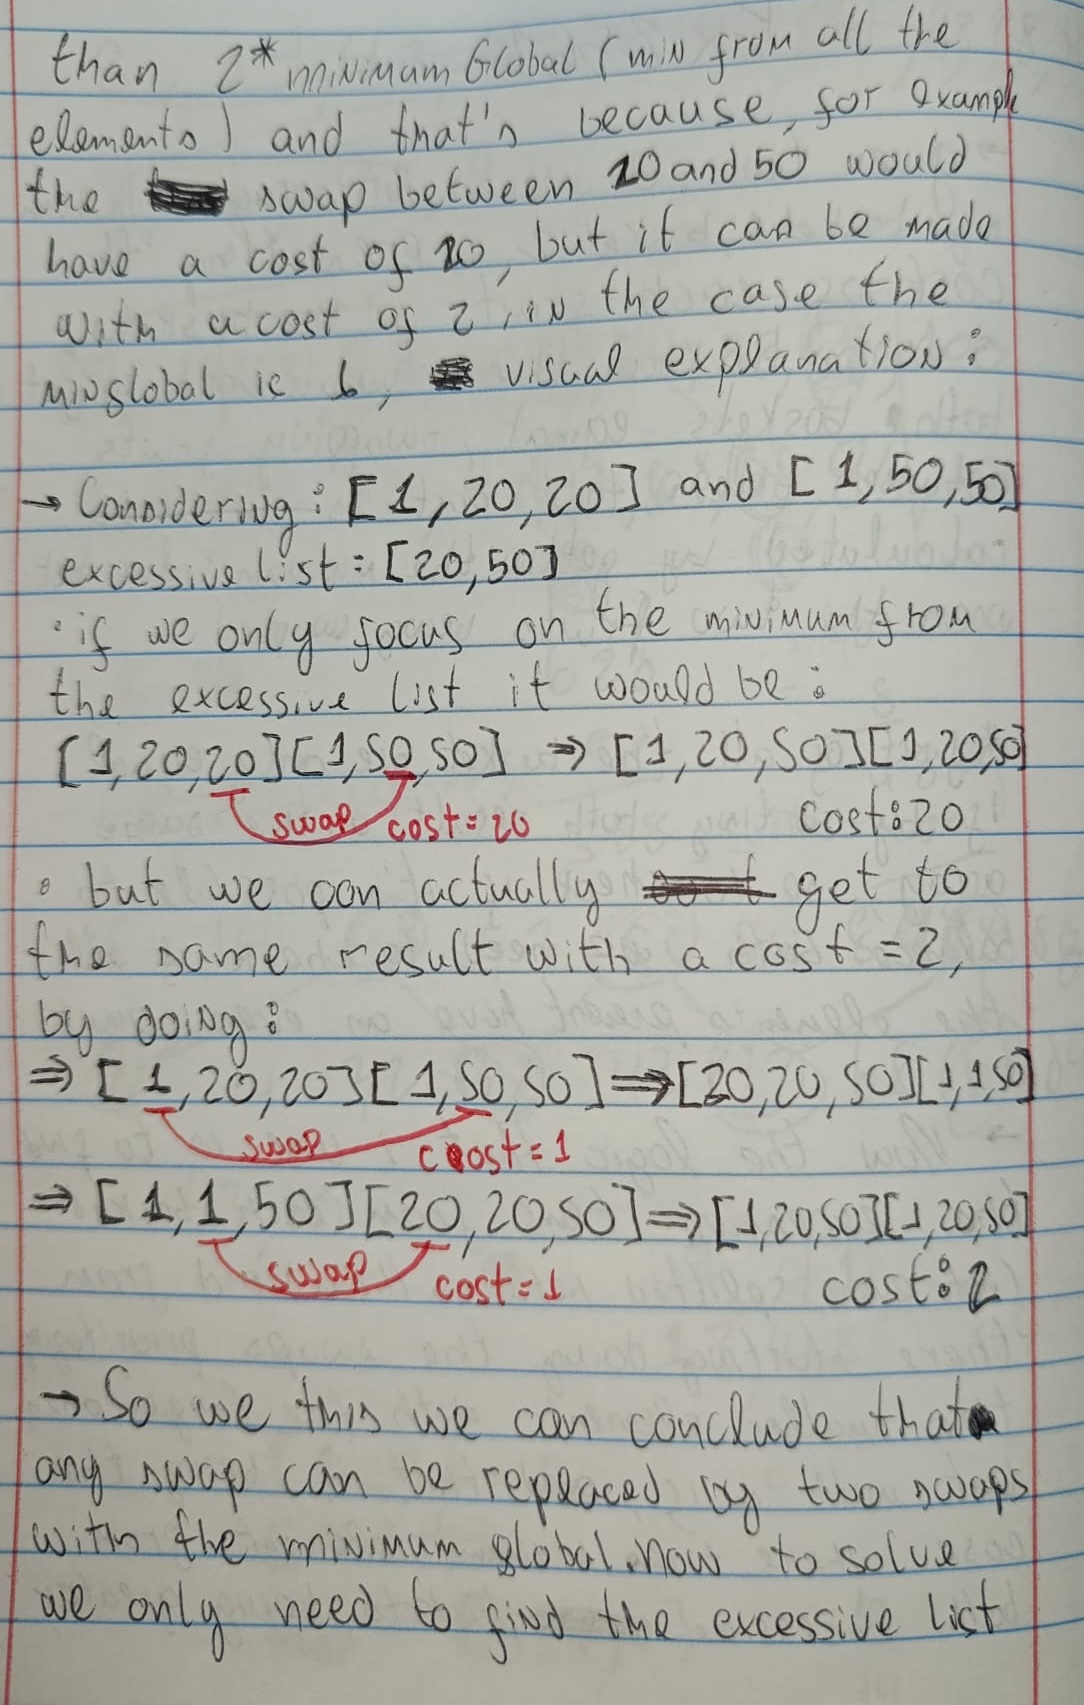 than 2* minimum Global (min from all the
elements) and that's because, for example
the swap between 20 and 50 would
have a cost of 20, but it can be made
with a cost of 2, in the case the
minglobal is 1, visual explanation:
→ Considering: [1, 20, 20] and [1, 50, 50]
excessive list = [20, 50]
· if we only focus on the minimum from
the excessive list it would be:
[1, 20, 20][1, 50, 50] ⇒ [1, 20, 50][1, 20, 50]
swap cost = 20 cost: 20
· but we can actually get to
the same result with a cost = 2,
by doing:
⇒ [1, 20, 20][1, 50, 50] ⇒ [20, 20, 50][1, 1, 50]
swap cost = 1
⇒ [1, 1, 50][20, 20, 50] ⇒ [1, 20, 50][1, 20, 50]
swap cost = 1 cost: 2
→ So we this we can conclude that
any swap can be replaced by two swaps
with the minimum global. now to solve
we only need to find the excessive list